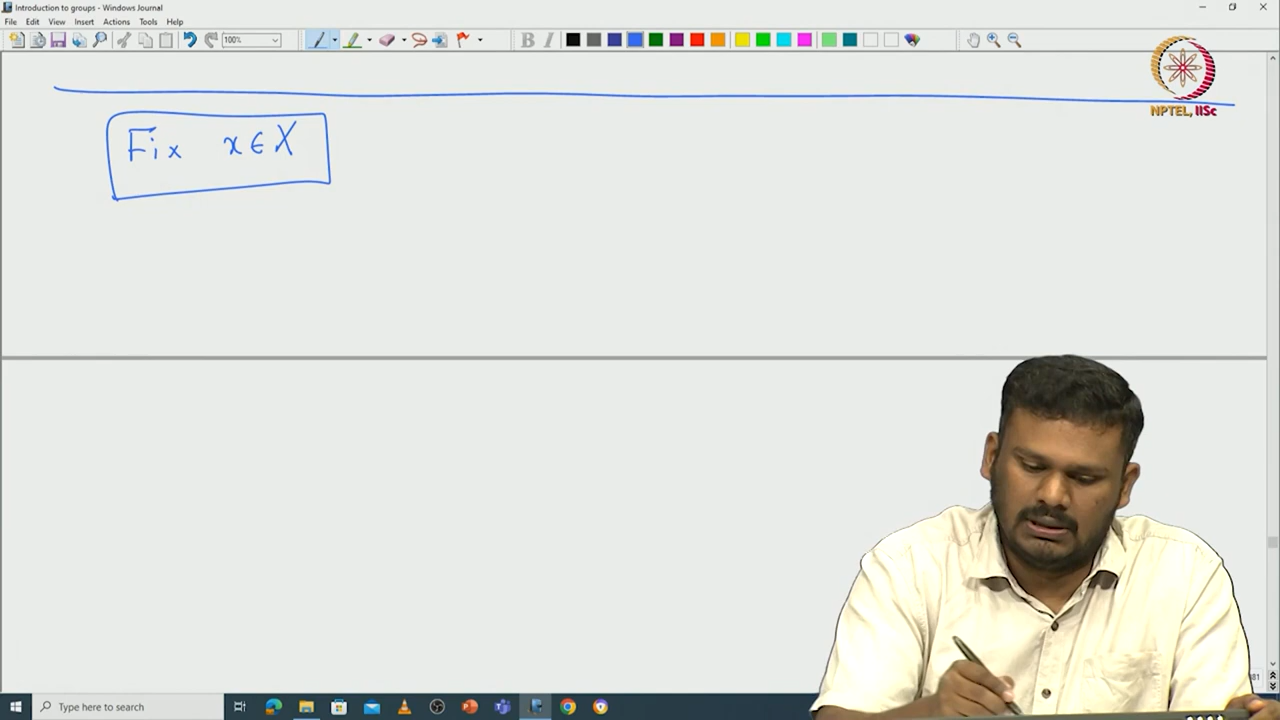 Introduction to groups - Windows Journal
File Edit View Insert Actions Tools Help
100%
NPTEL, IISc
Fix x ∈ X
Type here to search